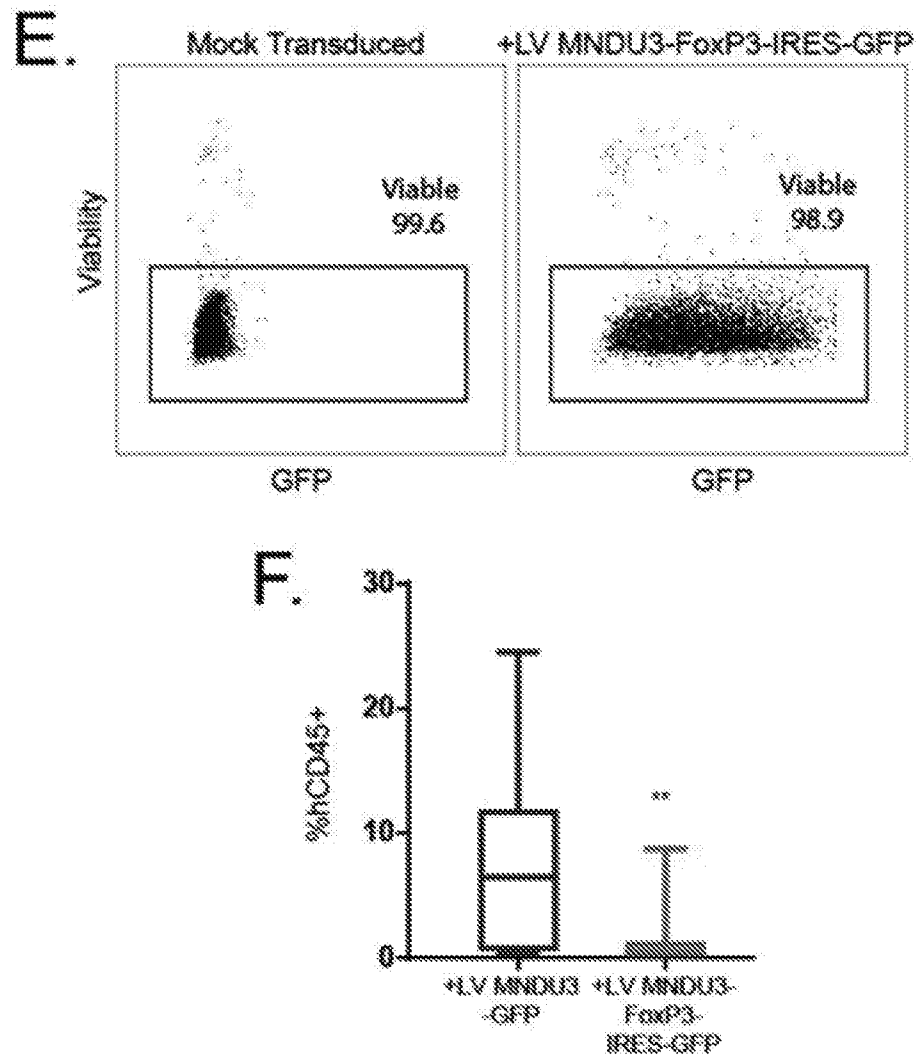 E.
Mock Transduced
+LV MNDU3-FoxP3-IRES-GFP
Viability
Viable
99.6
Viable
98.9
GFP
GFP
F.
%hCD45+
30
20
10
0
**
+LV MNDU3
-GFP
+LV MNDU3-
FoxP3-
IRES-GFP